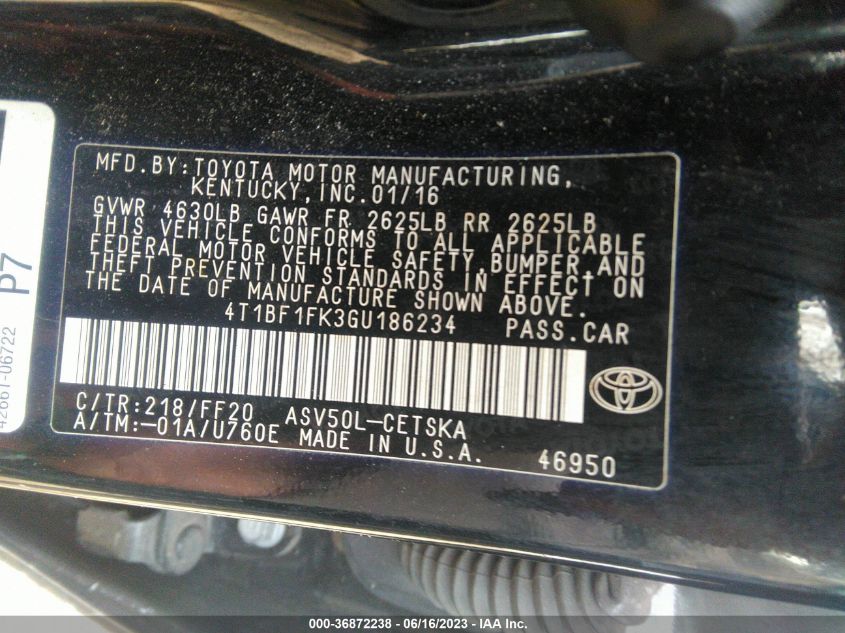 MFD.BY:TOYOTA MOTOR MANUFACTURING,
KENTUCKY,INC.01/16
GVWR 4630LB GAWR FR 2625LB RR 2625LB
THIS VEHICLE CONFORMS TO ALL APPLICABLE
FEDERAL MOTOR VEHICLE SAFETY,BUMPER,AND
THEFT PREVENTION STANDARDS IN EFFECT ON
THE DATE OF MANUFACTURE SHOWN ABOVE.
4T1BF1FK3GU186234 PASS.CAR
C/TR:218/FF20 ASV50L-CETSKA
A/TM:-01A/U760E MADE IN U.S.A. 46950
P7
42661-06722
000-36872238 - 06/16/2023 - IAA Inc.